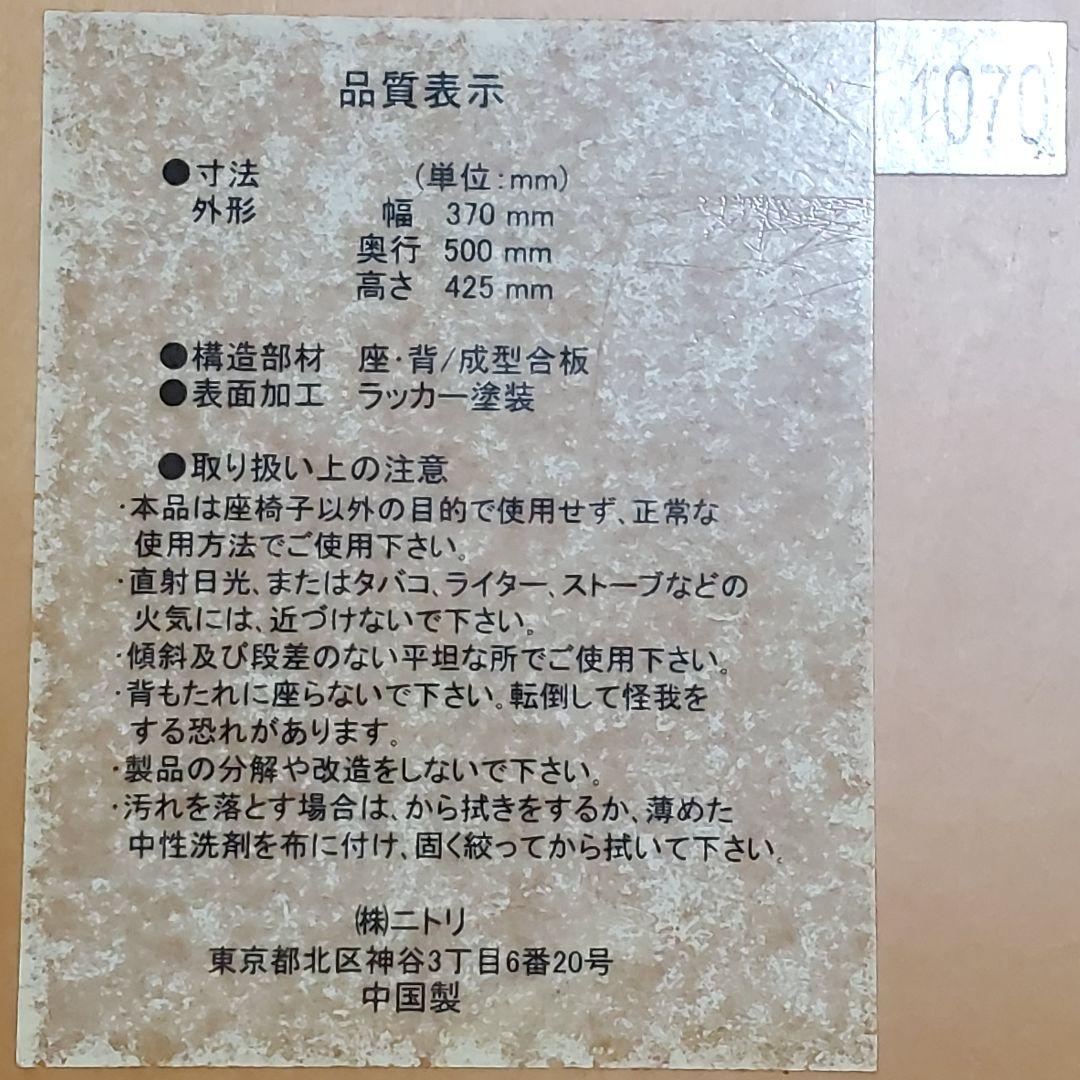 品質表示
1070
●寸法 (単位:mm)
外形 幅 370 mm
奥行 500 mm
高さ 425 mm
●構造部材 座・背/成型合板
●表面加工 ラッカー塗装
●取り扱い上の注意
・本品は座椅子以外の目的で使用せず、正常な
使用方法でご使用下さい。
・直射日光、またはタバコ、ライター、ストーブなどの
火気には、近づけないで下さい。
・傾斜及び段差のない平坦な所でご使用下さい。
・背もたれに座らないで下さい。転倒して怪我を
する恐れがあります。
・製品の分解や改造をしないで下さい。
・汚れを落とす場合は、から拭きをするか、薄めた
中性洗剤を布に付け、固く絞ってから拭いて下さい。
㈱ニトリ
東京都北区神谷3丁目6番20号
中国製